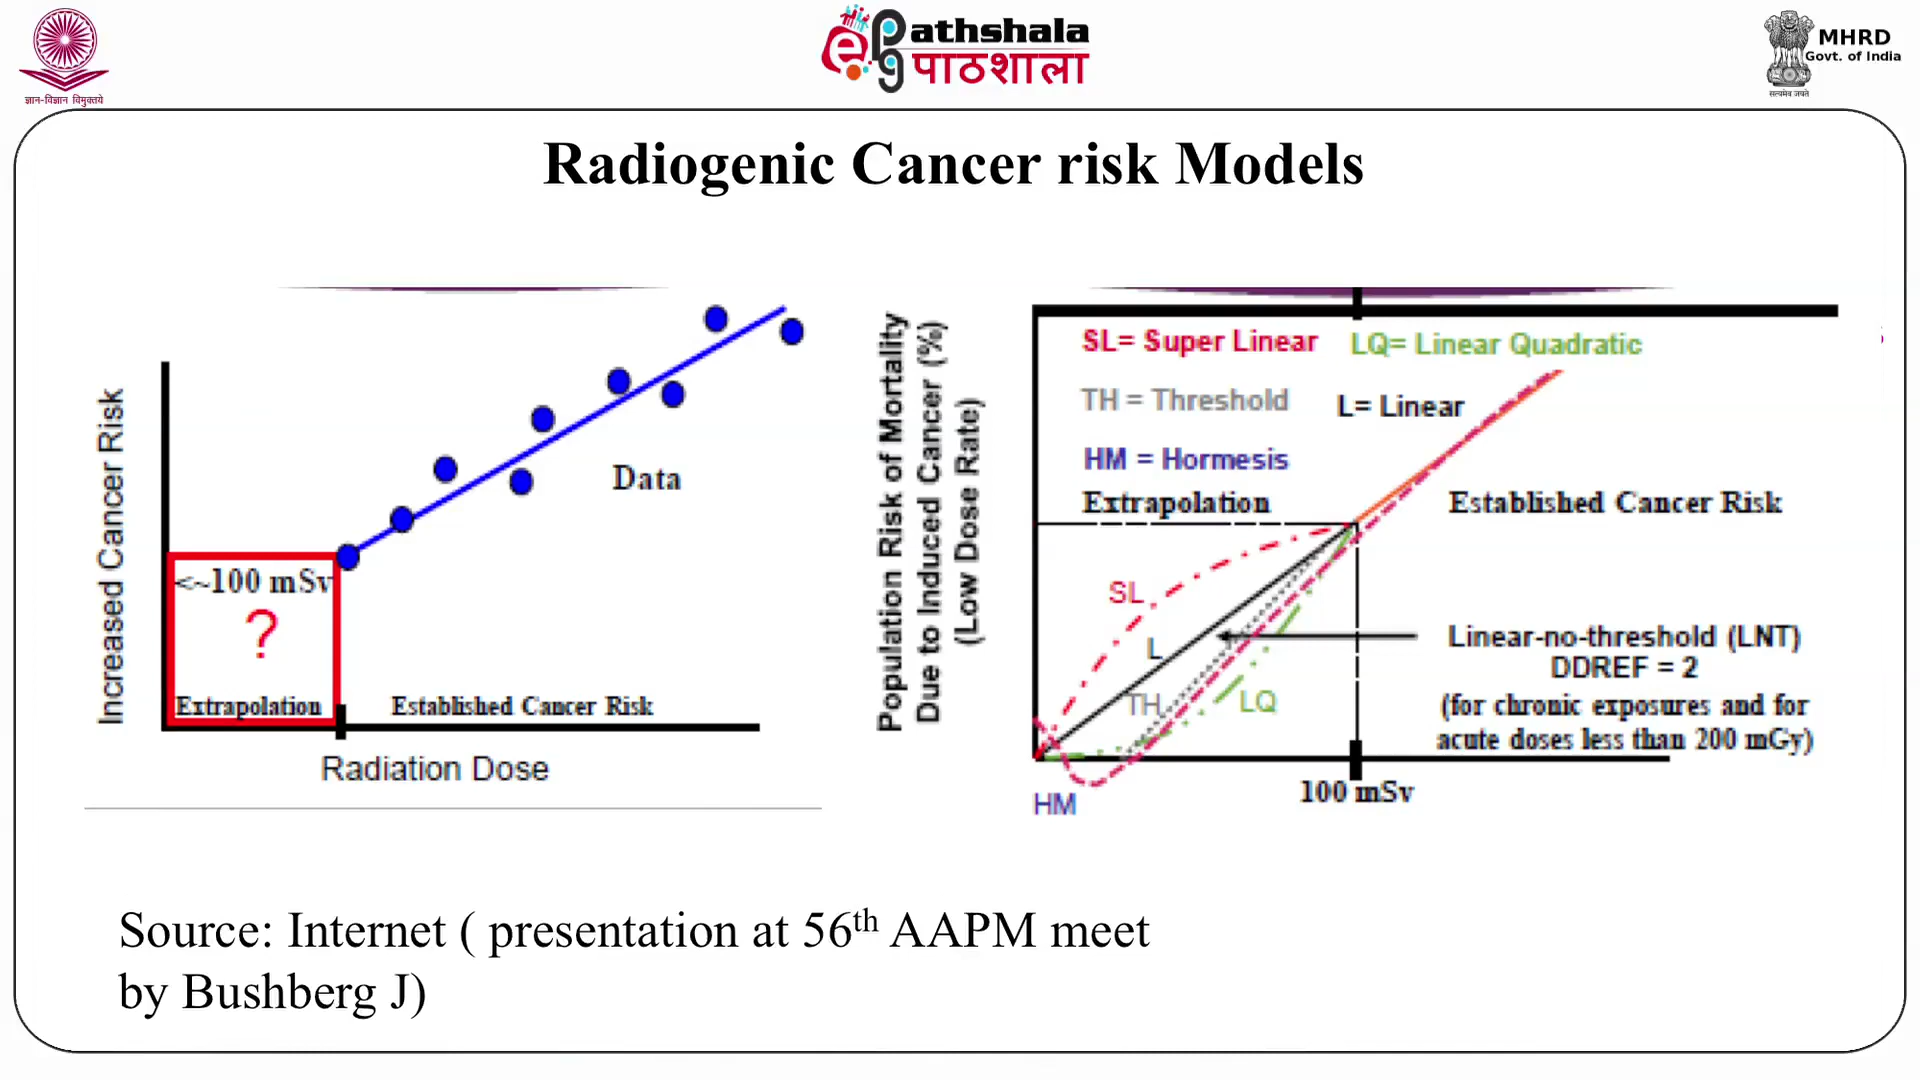 ज्ञान-विज्ञान विमुक्तये
ePGathshala
पाठशाला
MHRD
Govt. of India
सत्यमेव जयते
Radiogenic Cancer risk Models
Increased Cancer Risk
Data
<~100 mSv
?
Extrapolation
Established Cancer Risk
Radiation Dose
Population Risk of Mortality
Due to Induced Cancer (%)
(Low Dose Rate)
SL= Super Linear
LQ= Linear Quadratic
TH = Threshold
L= Linear
HM = Hormesis
Extrapolation
Established Cancer Risk
SL
L
TH
LQ
HM
Linear-no-threshold (LNT)
DDREF = 2
(for chronic exposures and for
acute doses less than 200 mGy)
100 mSv
Source: Internet ( presentation at 56th AAPM meet
by Bushberg J)